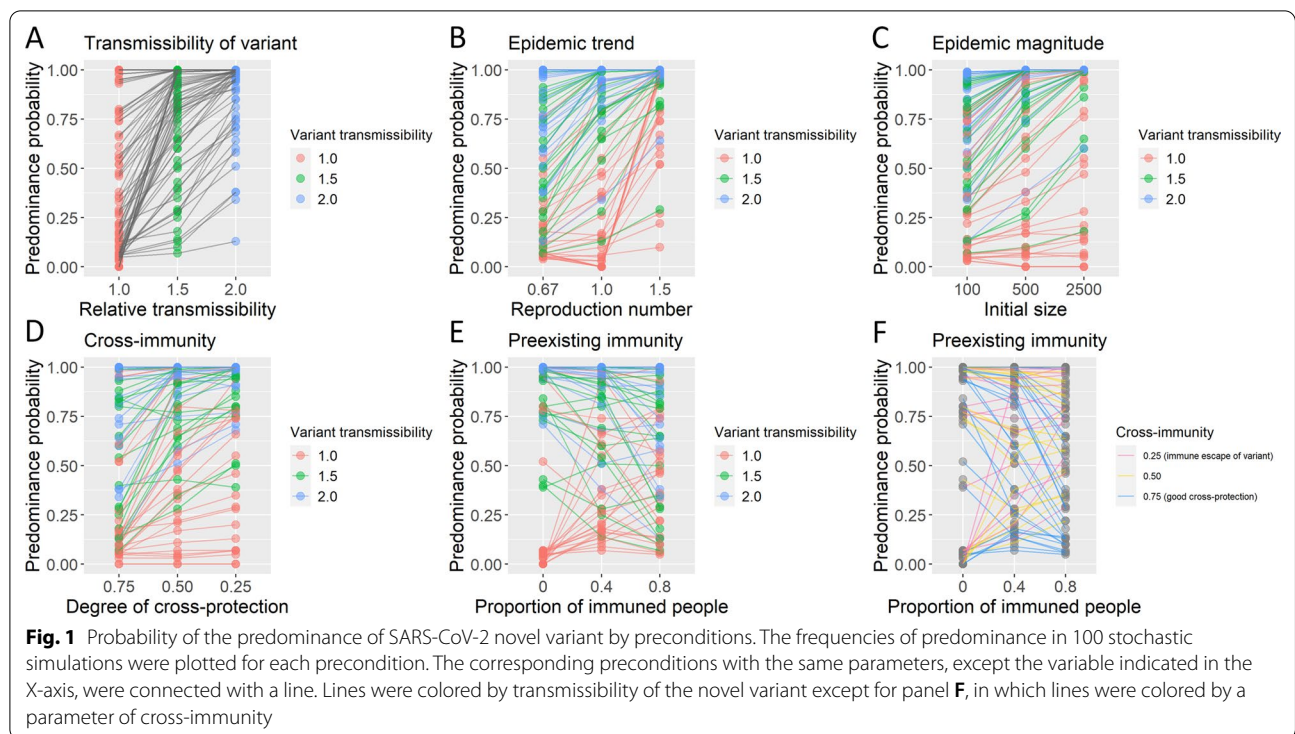 A
Transmissibility of variant
Predominance probability
1.00
0.75
0.50
0.25
0.00
1.0 1.5 2.0
Relative transmissibility
Variant transmissibility
1.0
1.5
2.0
B
Epidemic trend
Predominance probability
1.00
0.75
0.50
0.25
0.00
0.67 1.0 1.5
Reproduction number
Variant transmissibility
1.0
1.5
2.0
C
Epidemic magnitude
Predominance probability
1.00
0.75
0.50
0.25
0.00
100 500 2500
Initial size
Variant transmissibility
1.0
1.5
2.0
D
Cross-immunity
Predominance probability
1.00
0.75
0.50
0.25
0.00
0.75 0.50 0.25
Degree of cross-protection
Variant transmissibility
1.0
1.5
2.0
E
Preexisting immunity
Predominance probability
1.00
0.75
0.50
0.25
0.00
0 0.4 0.8
Proportion of immuned people
Variant transmissibility
1.0
1.5
2.0
F
Preexisting immunity
Predominance probability
1.00
0.75
0.50
0.25
0.00
0 0.4 0.8
Proportion of immuned people
Cross-immunity
0.25 (immune escape of variant)
0.50
0.75 (good cross-protection)
Fig. 1 Probability of the predominance of SARS-CoV-2 novel variant by preconditions. The frequencies of predominance in 100 stochastic
simulations were plotted for each precondition. The corresponding preconditions with the same parameters, except the variable indicated in the
X-axis, were connected with a line. Lines were colored by transmissibility of the novel variant except for panel F, in which lines were colored by a
parameter of cross-immunity